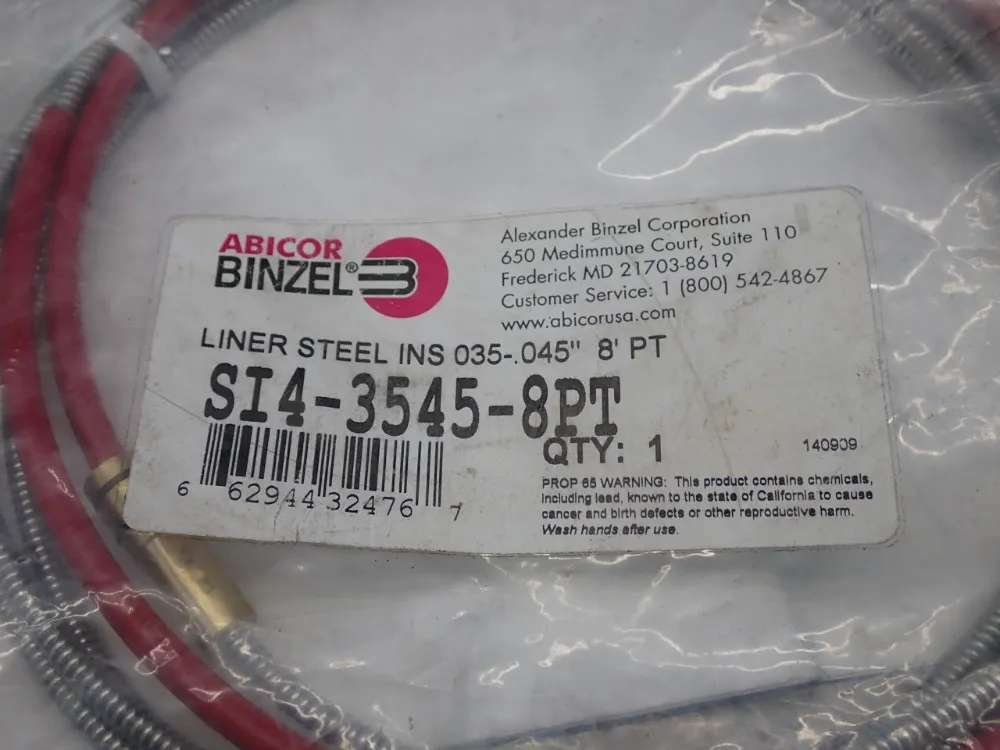 ABICOR
BINZEL®
Alexander Binzel Corporation
650 Medimmune Court, Suite 110
Frederick MD 21703-8619
Customer Service: 1 (800) 542-4867
www.abicorusa.com
LINER STEEL INS 035-.045" 8' PT
SI4-3545-8PT
QTY: 1
140909
6 62944 32476 7
PROP 65 WARNING: This product contains chemicals,
including lead, known to the state of California to cause
cancer and birth defects or other reproductive harm.
Wash hands after use.